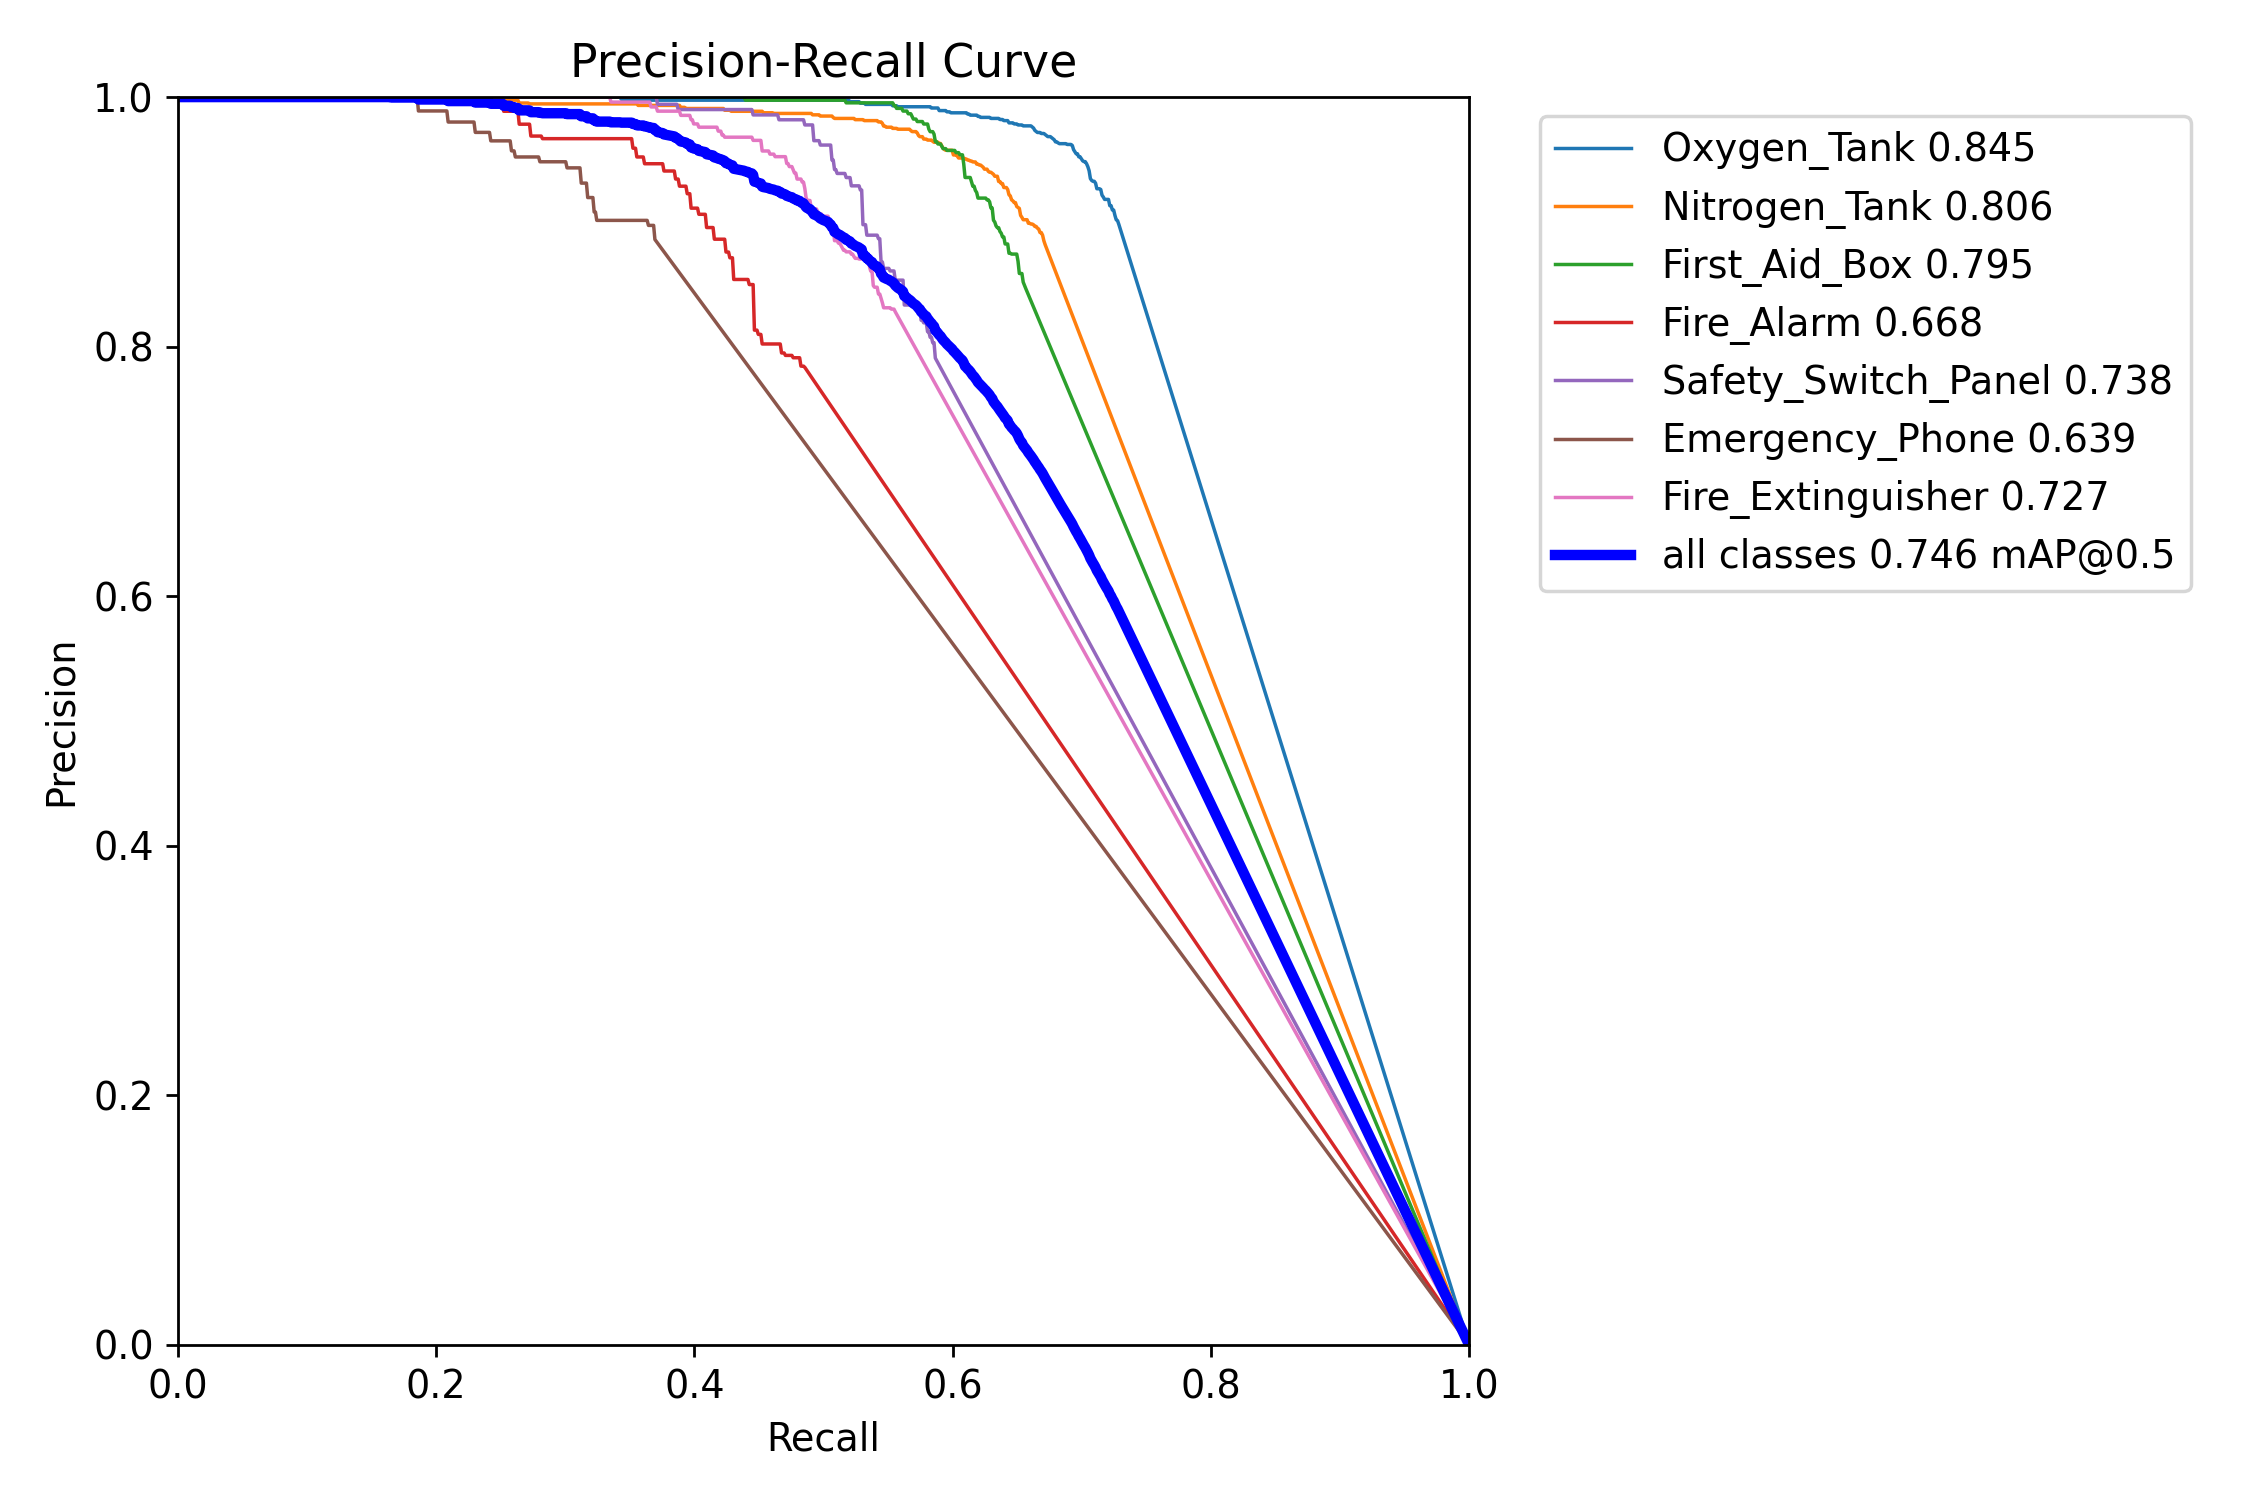 Precision-Recall Curve
1.0
0.8
0.6
0.4
0.2
0.0
Precision
0.0 0.2 0.4 0.6 0.8 1.0
Recall
Oxygen_Tank 0.845
Nitrogen_Tank 0.806
First_Aid_Box 0.795
Fire_Alarm 0.668
Safety_Switch_Panel 0.738
Emergency_Phone 0.639
Fire_Extinguisher 0.727
all classes 0.746 mAP@0.5